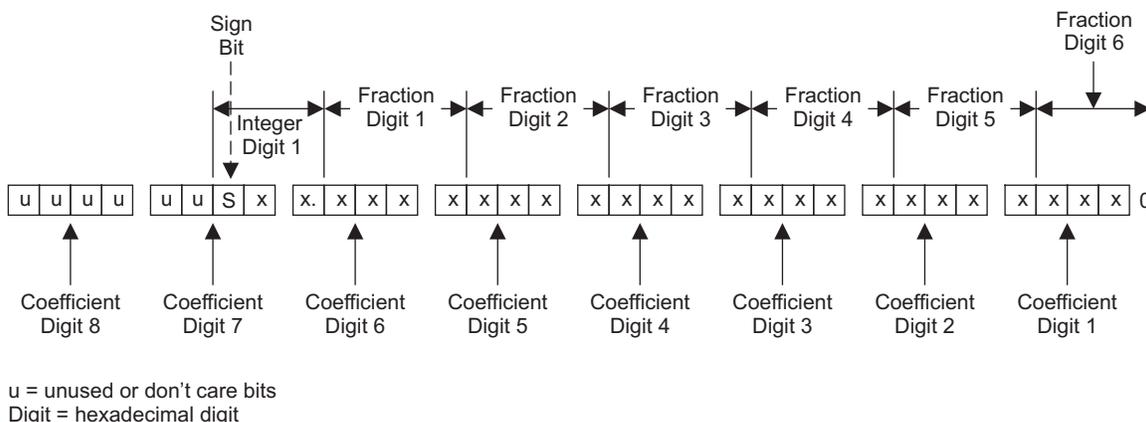 Sign
Bit
Fraction
Digit 6
Integer
Digit 1
Fraction
Digit 1
Fraction
Digit 2
Fraction
Digit 3
Fraction
Digit 4
Fraction
Digit 5
u u u u
u u S x
x. x x x
x x x x
x x x x
x x x x
x x x x
x x x x
0
Coefficient
Digit 8
Coefficient
Digit 7
Coefficient
Digit 6
Coefficient
Digit 5
Coefficient
Digit 4
Coefficient
Digit 3
Coefficient
Digit 2
Coefficient
Digit 1
u = unused or don’t care bits
Digit = hexadecimal digit